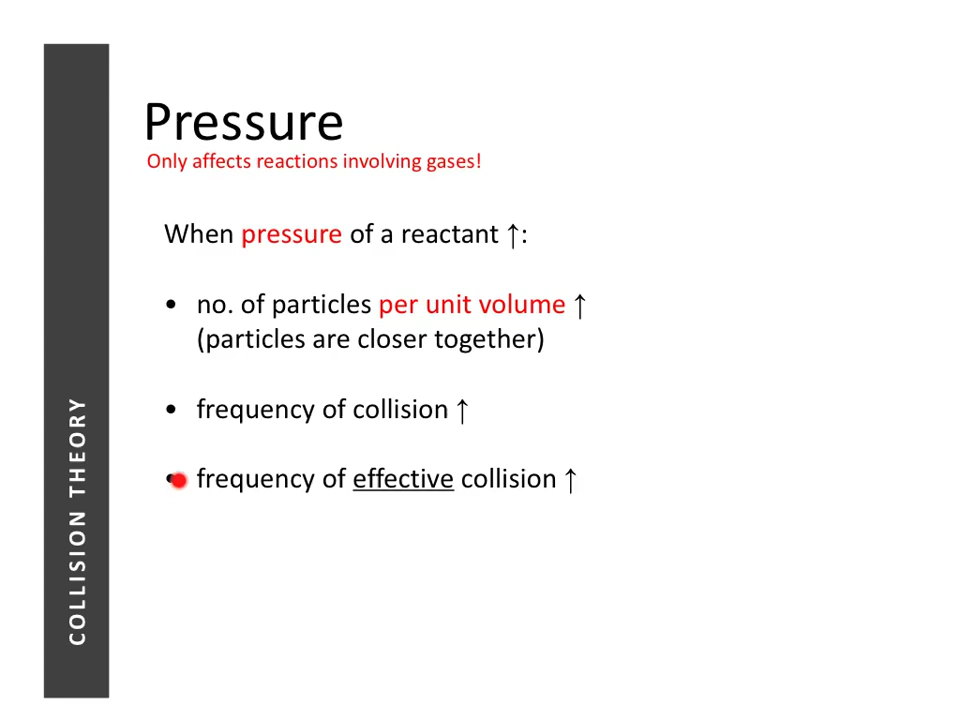 Pressure
Only affects reactions involving gases!
When pressure of a reactant ↑:
• no. of particles per unit volume ↑
(particles are closer together)
• frequency of collision ↑
• frequency of effective collision ↑
COLLISION THEORY